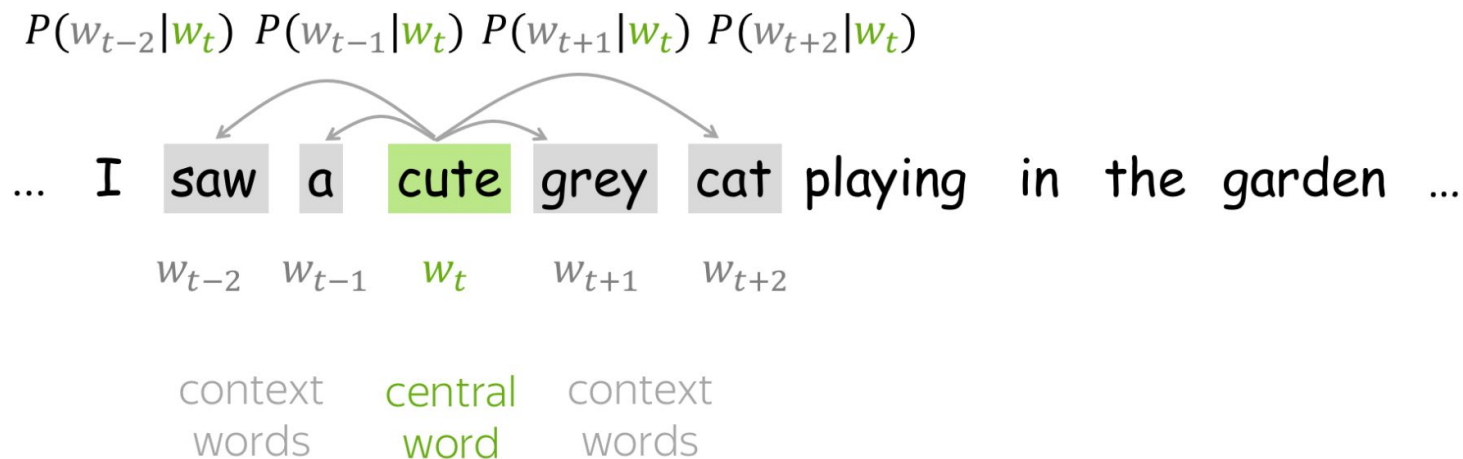 P(w_{t−2}|w_t) P(w_{t−1}|w_t) P(w_{t+1}|w_t) P(w_{t+2}|w_t)
... I saw a cute grey cat playing in the garden ...
w_{t−2} w_{t−1} w_t w_{t+1} w_{t+2}
context central context
words word words